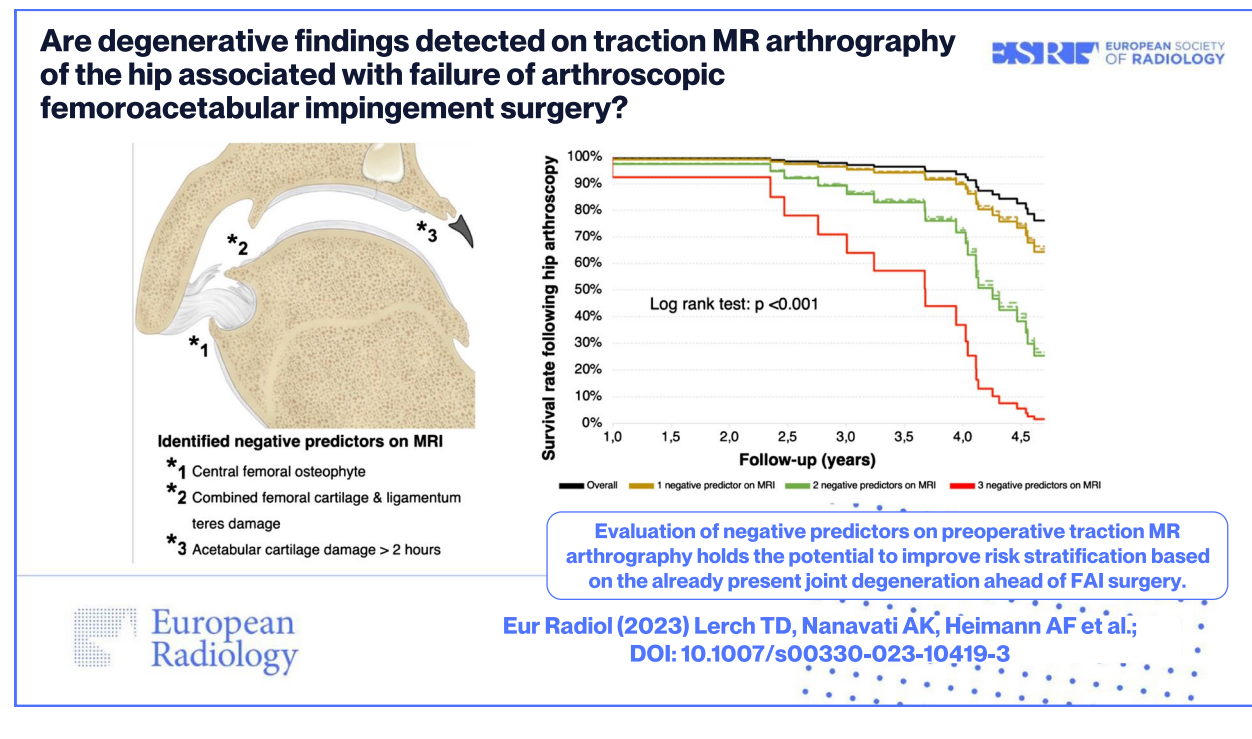 Are degenerative findings detected on traction MR arthrography
of the hip associated with failure of arthroscopic
femoroacetabular impingement surgery?
ESR
EUROPEAN SOCIETY
OF RADIOLOGY
*1
*2
*3
Identified negative predictors on MRI
*1 Central femoral osteophyte
*2 Combined femoral cartilage & ligamentum
teres damage
*3 Acetabular cartilage damage > 2 hours
Survival rate following hip arthroscopy
100%
90%
80%
70%
60%
50%
40%
30%
20%
10%
0%
Log rank test: p <0.001
1,0 1,5 2,0 2,5 3,0 3,5 4,0 4,5
Follow-up (years)
Overall 1 negative predictor on MRI 2 negative predictors on MRI 3 negative predictors on MRI
Evaluation of negative predictors on preoperative traction MR
arthrography holds the potential to improve risk stratification based
on the already present joint degeneration ahead of FAI surgery.
European
Radiology
Eur Radiol (2023) Lerch TD, Nanavati AK, Heimann AF et al.;
DOI: 10.1007/s00330-023-10419-3